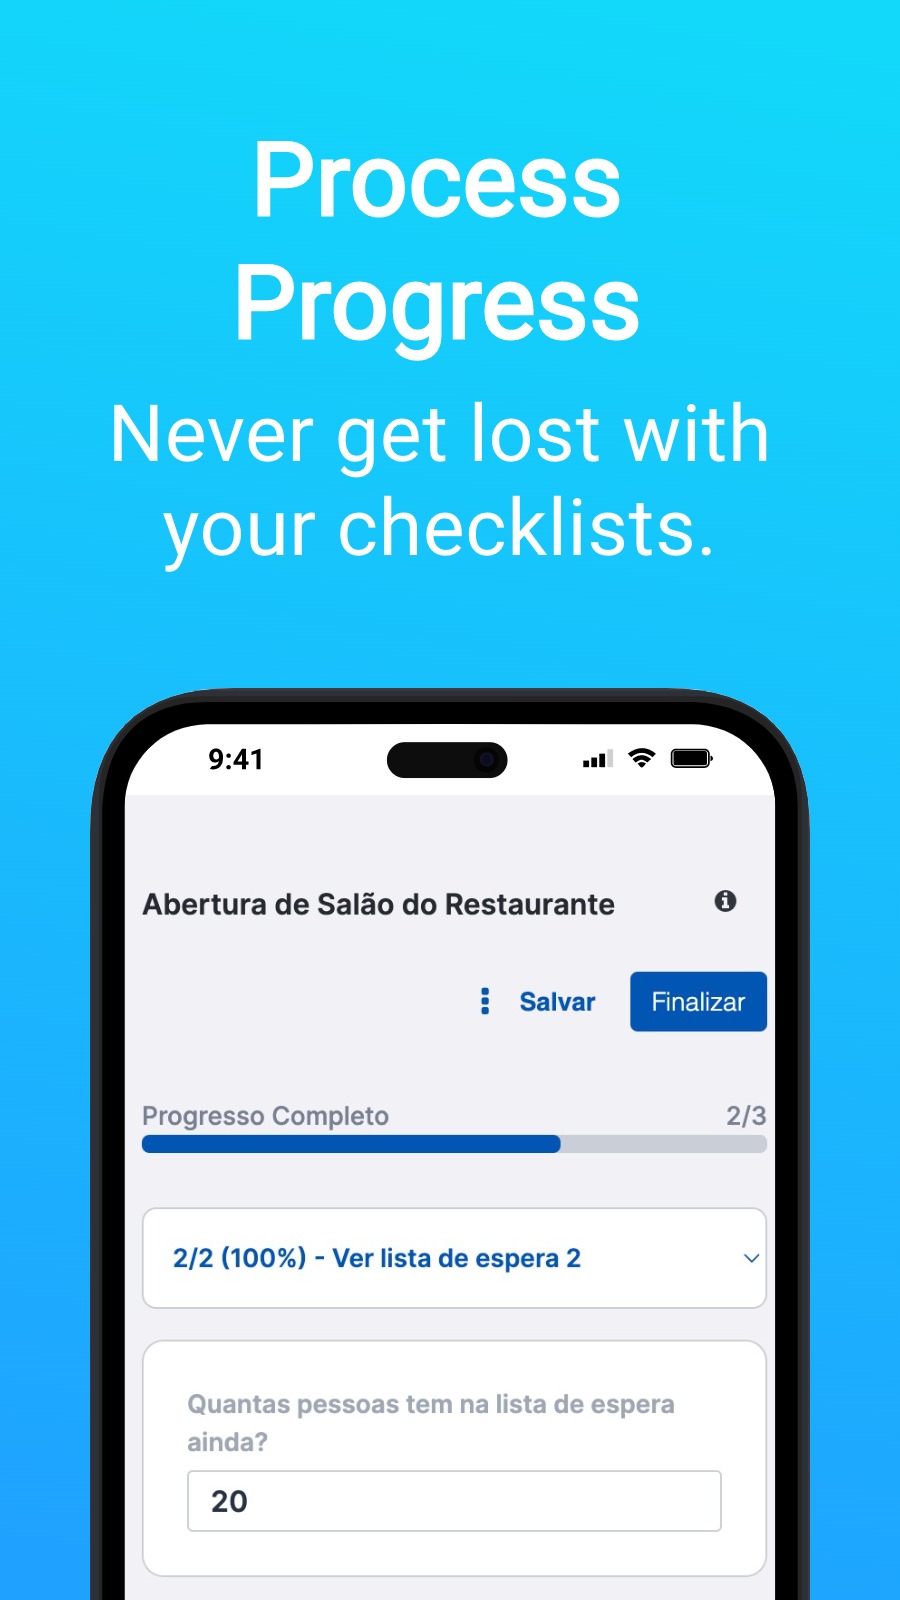 Process
Progress
Never get lost with
your checklists.
9:41
Abertura de Salão do Restaurante
Salvar
Finalizar
Progresso Completo
2/3
2/2 (100%) - Ver lista de espera 2
Quantas pessoas tem na lista de espera
ainda?
20